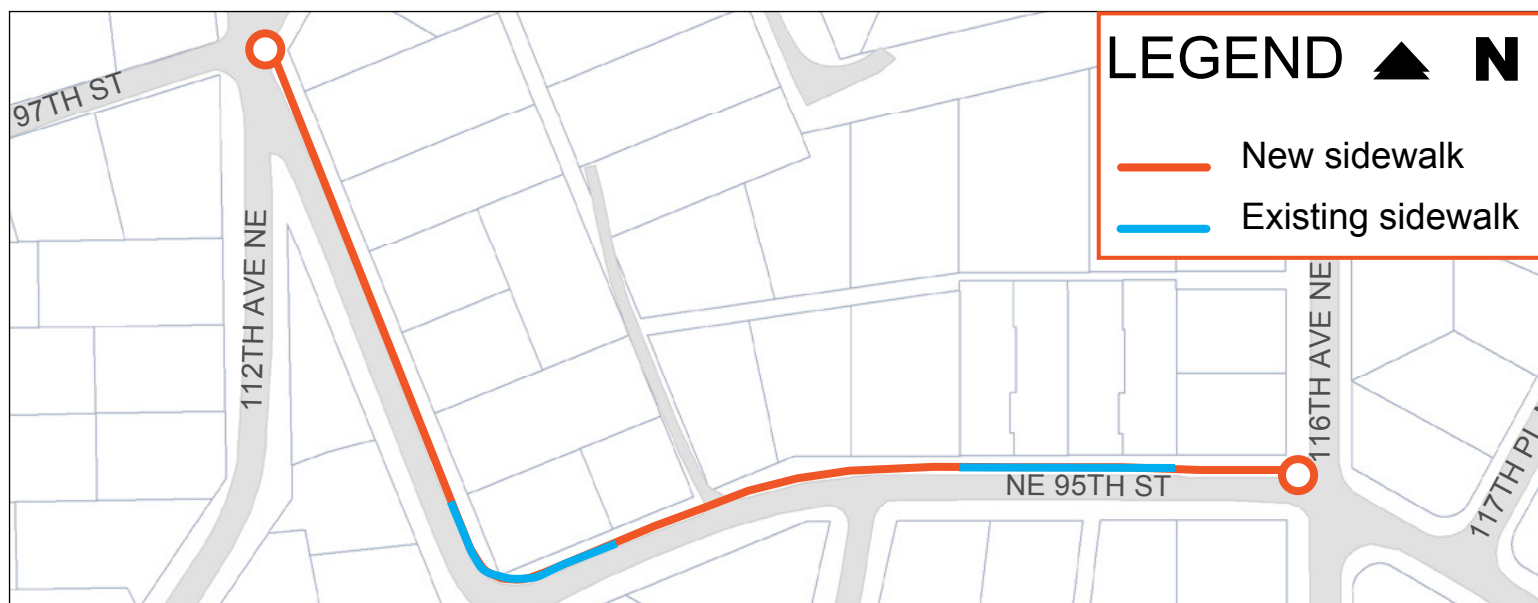 LEGEND N
New sidewalk
Existing sidewalk
97TH ST
112TH AVE NE
NE 95TH ST
116TH AVE NE
117TH PL